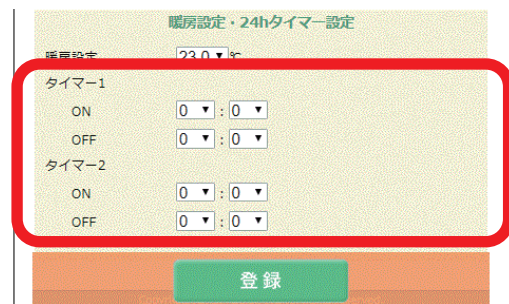 暖房設定・24hタイマー設定
暖房設定 23.0 ▼ ℃
タイマー1
ON 0 ▼ : 0 ▼
OFF 0 ▼ : 0 ▼
タイマー2
ON 0 ▼ : 0 ▼
OFF 0 ▼ : 0 ▼
登録